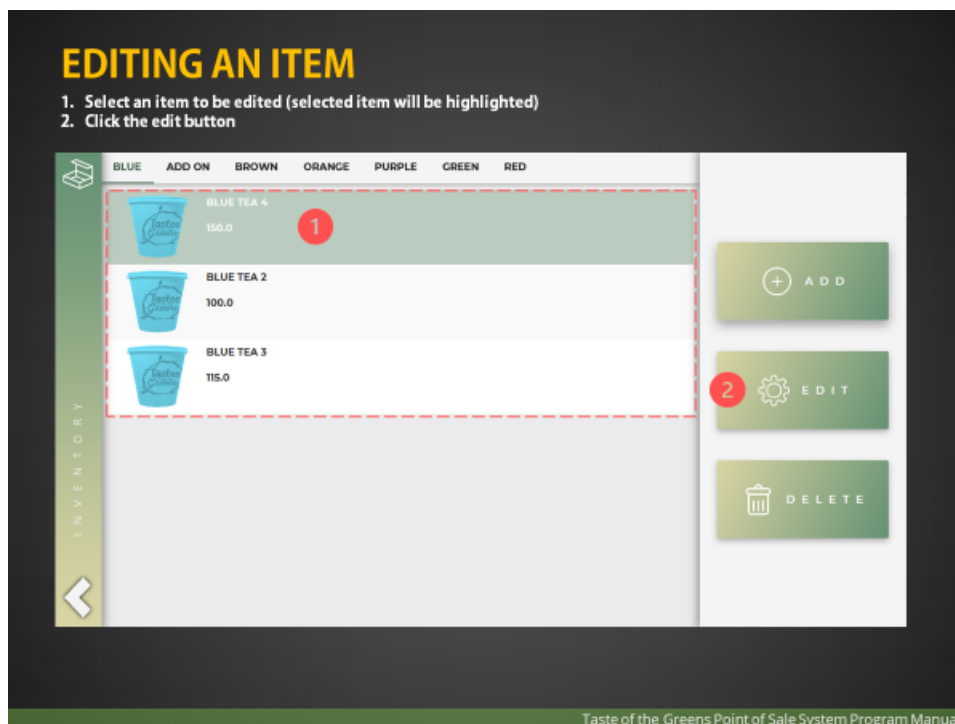 EDITING AN ITEM
1. Select an item to be edited (selected item will be highlighted)
2. Click the edit button
BLUE ADD ON BROWN ORANGE PURPLE GREEN RED
BLUE TEA 4
150.0
1
BLUE TEA 2
100.0
BLUE TEA 3
115.0
ADD
2
EDIT
DELETE
INVENTORY
Taste of the Greens Point of Sale System Program Manua